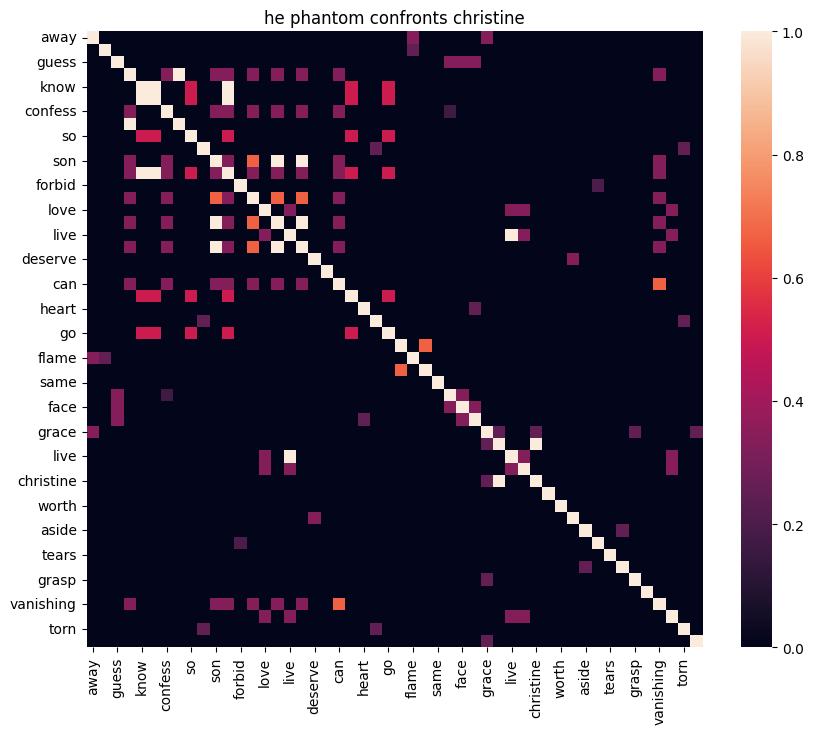 he phantom confronts christine
away
guess
know
confess
so
son
forbid
love
live
deserve
can
heart
go
flame
same
face
grace
live
christine
worth
aside
tears
grasp
vanishing
torn
away
guess
know
confess
so
son
forbid
love
live
deserve
can
heart
go
flame
same
face
grace
live
christine
worth
aside
tears
grasp
vanishing
torn
1.0
0.8
0.6
0.4
0.2
0.0